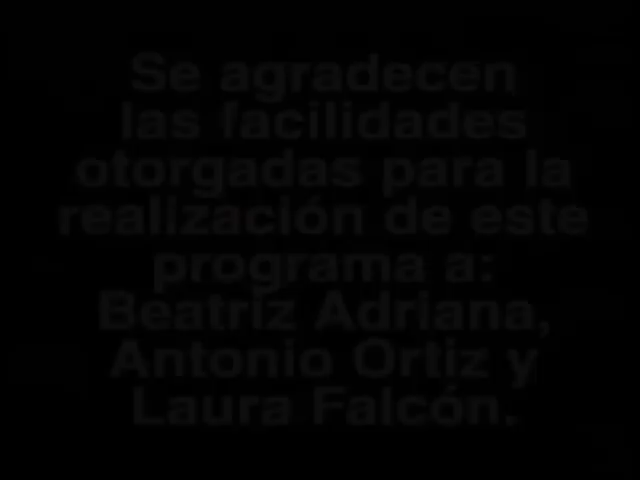 Se agradecen
las facilidades
otorgadas para la
realización de este
programa a:
Beatriz Adriana,
Antonio Ortiz y
Laura Falcón.